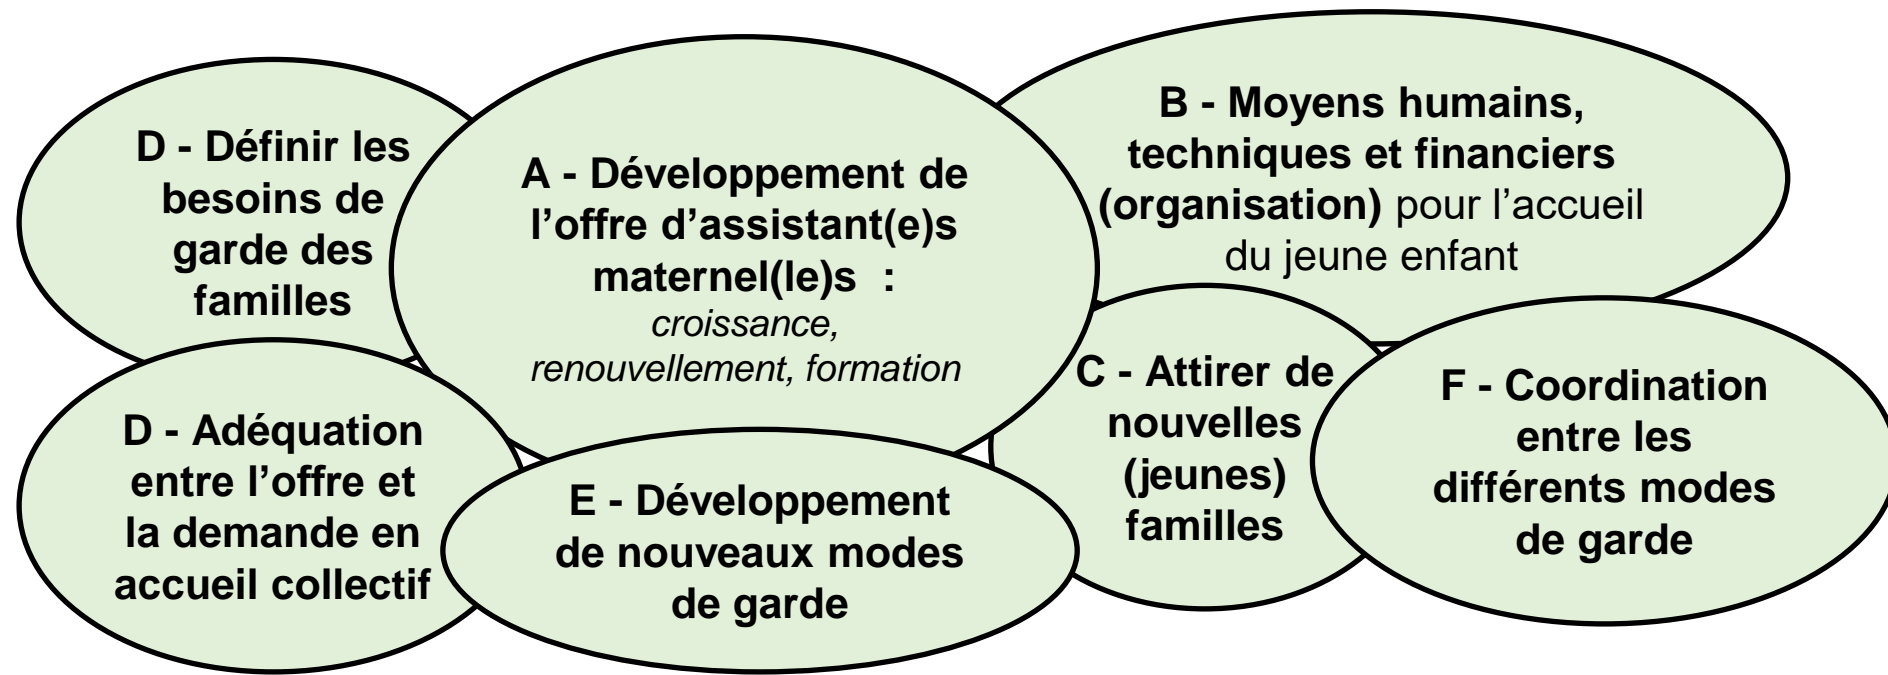 D - Définir les
besoins de
garde des
familles
A - Développement de
l’offre d’assistant(e)s
maternel(le)s  :
croissance,
renouvellement, formation
B - Moyens humains,
techniques et financiers
(organisation) pour l’accueil
du jeune enfant
D - Adéquation
entre l’offre et
la demande en
accueil collectif
E - Développement
de nouveaux modes
de garde
C - Attirer de
nouvelles
(jeunes)
familles
F - Coordination
entre les
différents modes
de garde